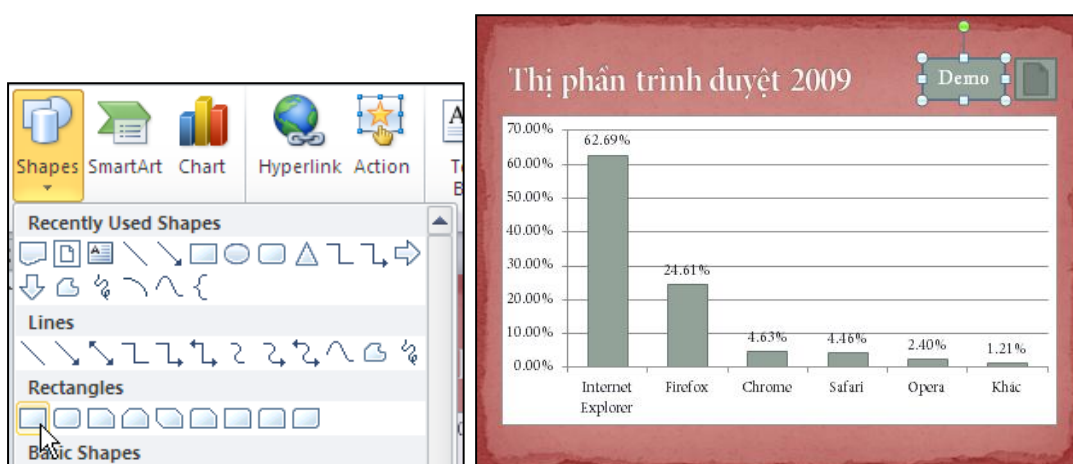 Shapes SmartArt Chart Hyperlink Action
Recently Used Shapes
Lines
Rectangles
Basic Shapes
Thị phần trình duyệt 2009
Demo
70.00%
60.00%
50.00%
40.00%
30.00%
20.00%
10.00%
0.00%
62.69%
24.61%
4.63%
4.46%
2.40%
1.21%
Internet Explorer
Firefox
Chrome
Safari
Opera
Khác